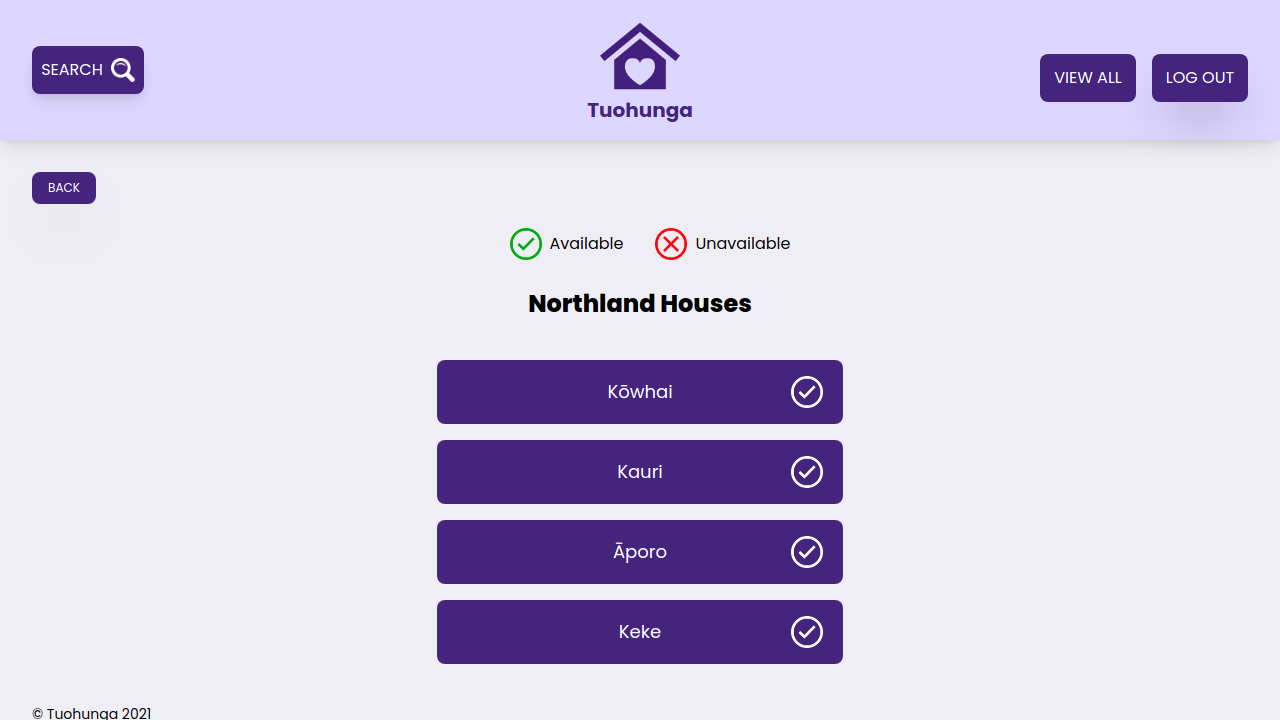 SEARCH
Tuohunga
VIEW ALL
LOG OUT
BACK
Available
Unavailable
Northland Houses
Kōwhai
Kauri
Āporo
Keke
© Tuohunga 2021